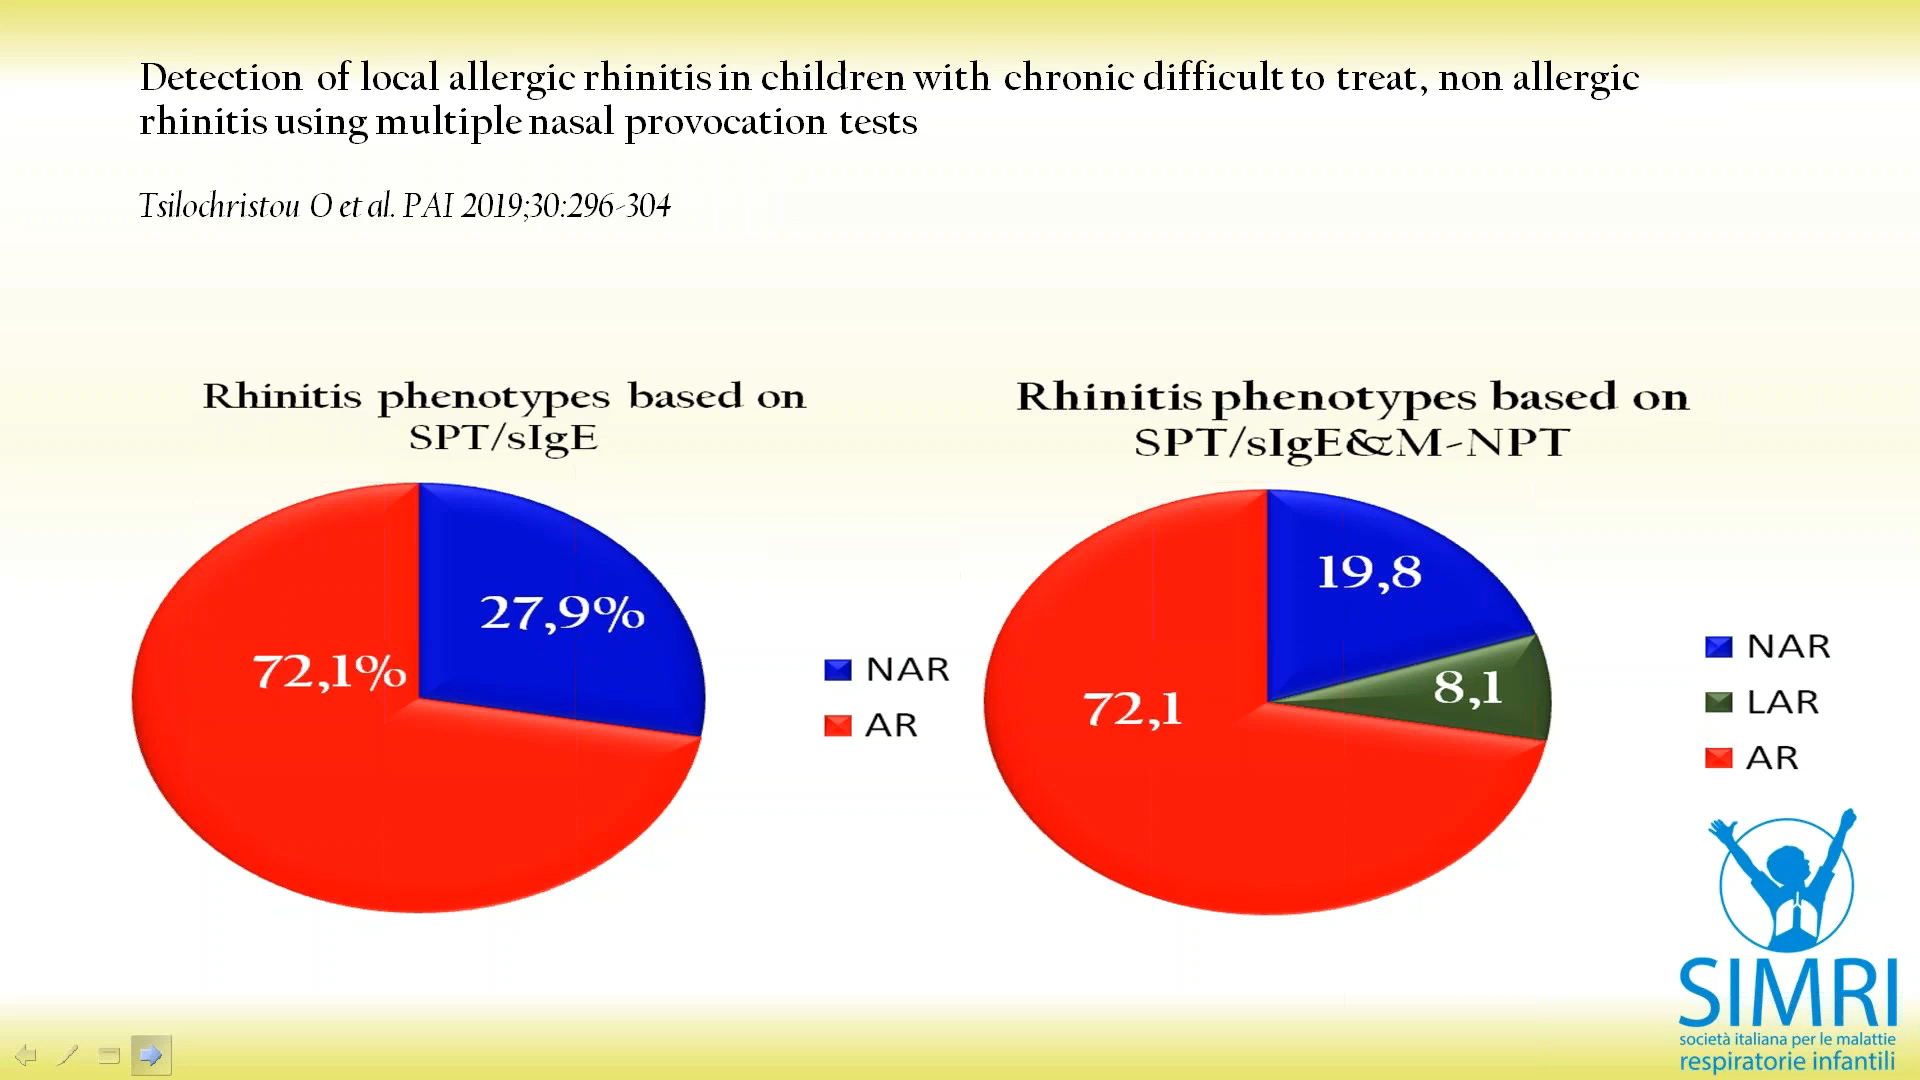 Detection of local allergic rhinitis in children with chronic difficult to treat, non allergic
rhinitis using multiple nasal provocation tests
Tsilochristou O et al. PAI 2019;30:296-304
Rhinitis phenotypes based on
SPT/sIgE
27,9%
72,1%
NAR
AR
Rhinitis phenotypes based on
SPT/sIgE&M-NPT
19,8
8,1
72,1
NAR
LAR
AR
SIMRI
società italiana per le malattie
respiratorie infantili